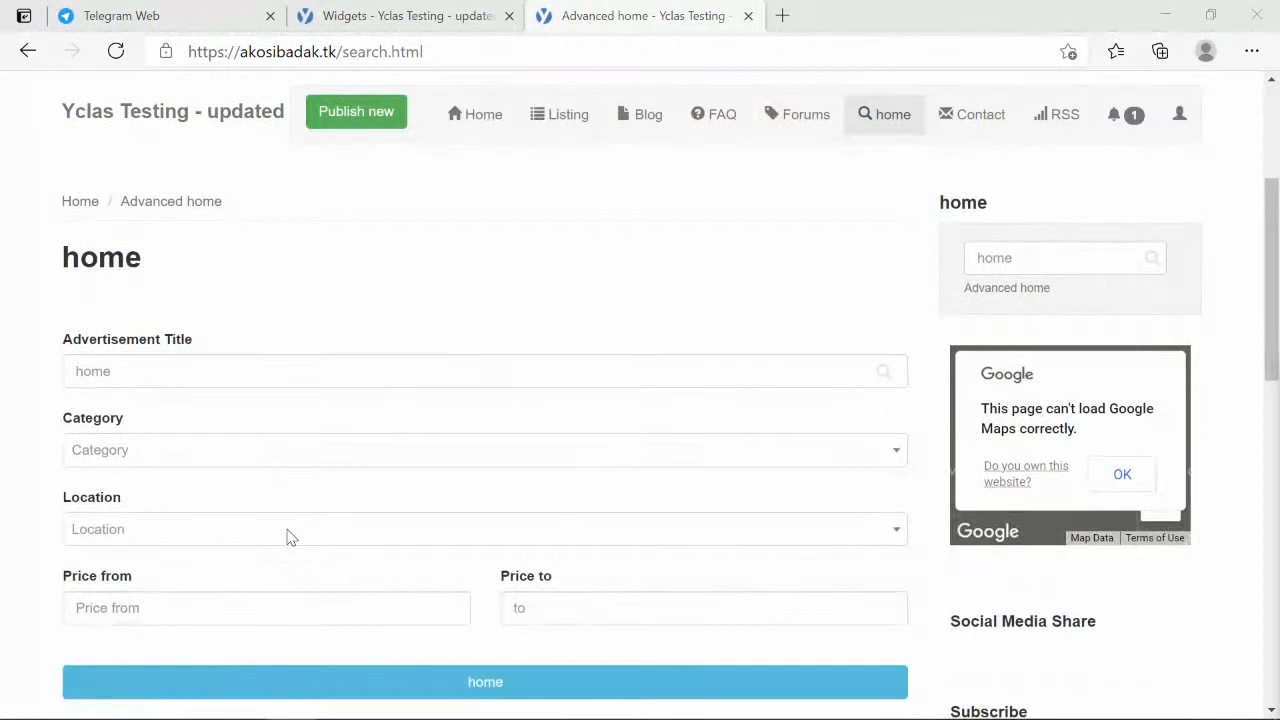 Telegram Web
Widgets - Yclas Testing - update
Advanced home - Yclas Testing -
https://akosibadak.tk/search.html
Yclas Testing - updated
Publish new
Home
Listing
Blog
FAQ
Forums
home
Contact
RSS
1
Home / Advanced home
home
Advertisement Title
home
Category
Category
Location
Location
Price from
Price to
Price from
to
home
home
home
Advanced home
Google
This page can't load Google
Maps correctly.
Do you own this
website?
OK
Google
Map Data
Terms of Use
Social Media Share
Subscribe